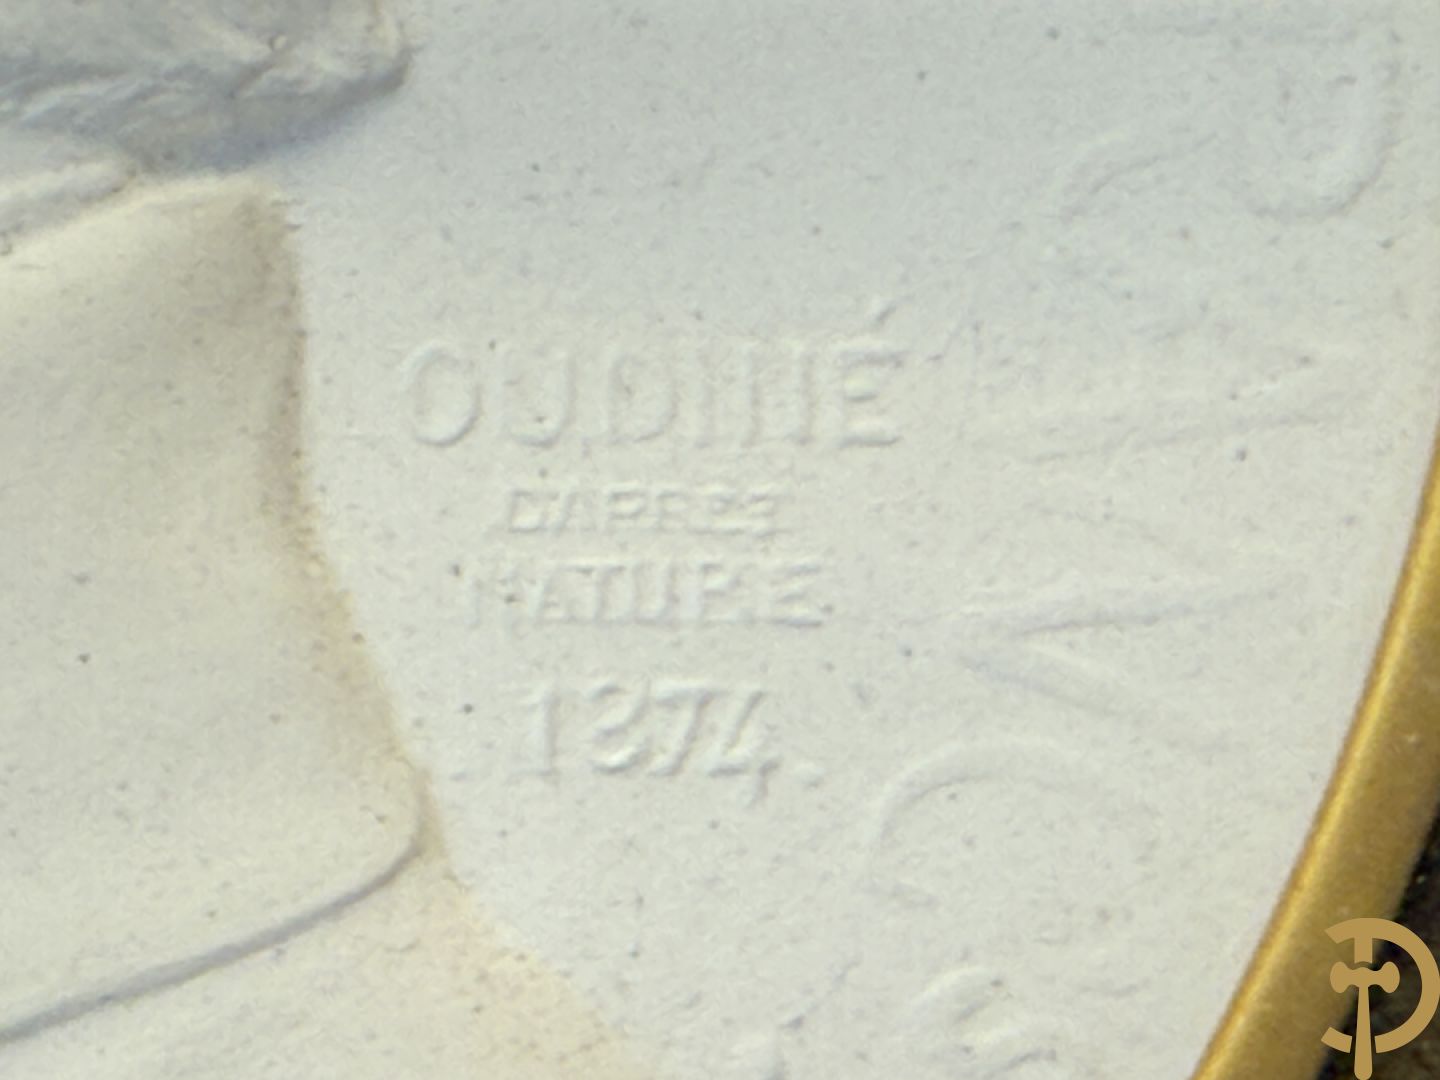 OUDINÉ
D'APRES
NATURE
1874.